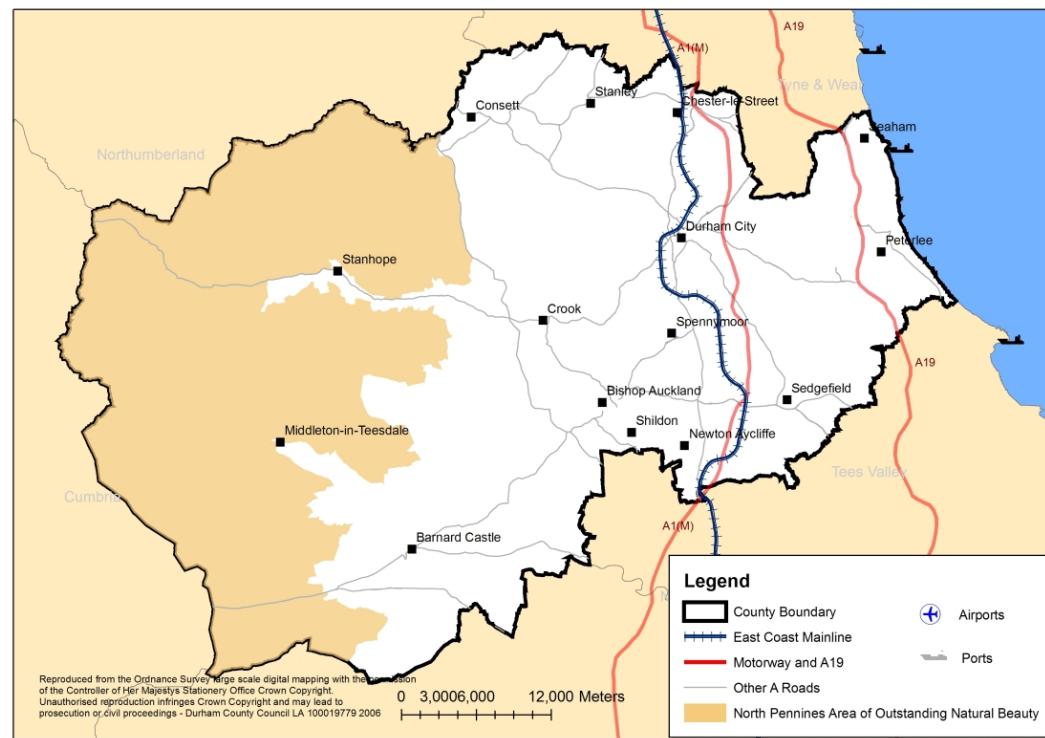 A19
A1(M)
Tyne & Wear
Stanley
Chester-le-Street
Consett
Seaham
Northumberland
Durham City
Peterlee
Stanhope
Crook
Spennymoor
A19
Bishop Auckland
Sedgefield
Shildon
Middleton-in-Teesdale
Newton Aycliffe
Tees Valley
Cumbria
A1(M)
Barnard Castle
Legend
County Boundary
Airports
East Coast Mainline
Motorway and A19
Ports
Other A Roads
North Pennines Area of Outstanding Natural Beauty
Reproduced from the Ordnance Survey large scale digital mapping with the permission
of the Controller of Her Majestys Stationery Office Crown Copyright.
Unauthorised reproduction infringes Crown Copyright and may lead to
prosecution or civil proceedings - Durham County Council LA 100019779 2006
0 3,000 6,000 12,000 Meters